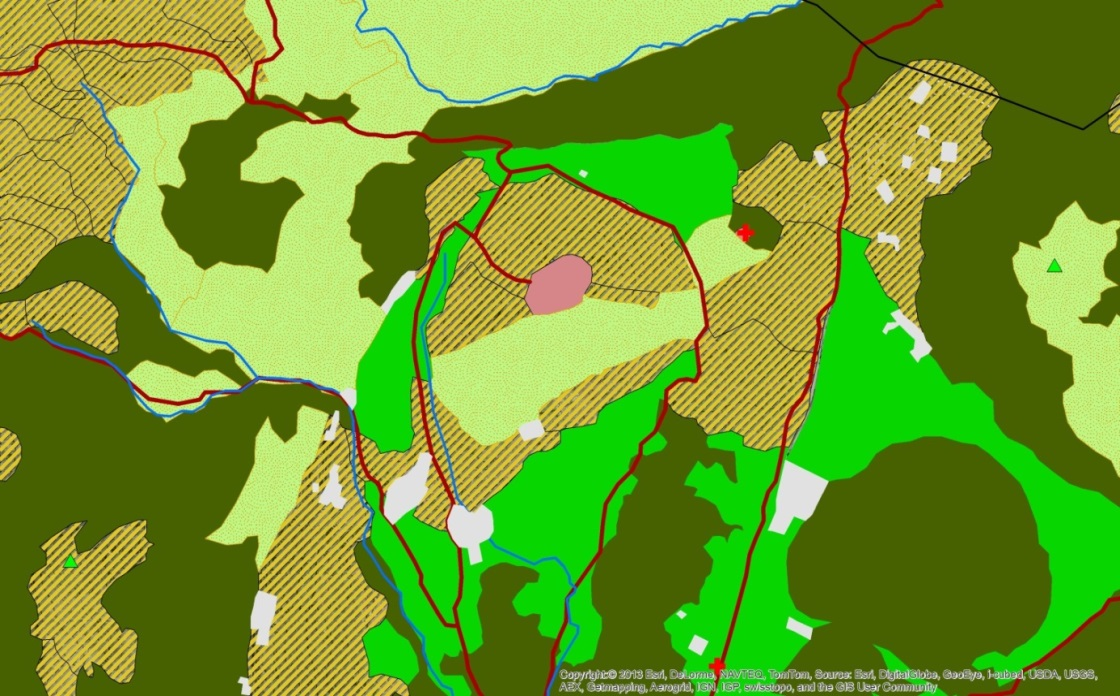 Copyright:© 2013 Esri, DeLorme, NAVTEQ, TomTom, Source: Esri, DigitalGlobe, GeoEye, i-cubed, USDA, USGS,
AEX, Getmapping, Aerogrid, IGN, IGP, swisstopo, and the GIS User Community